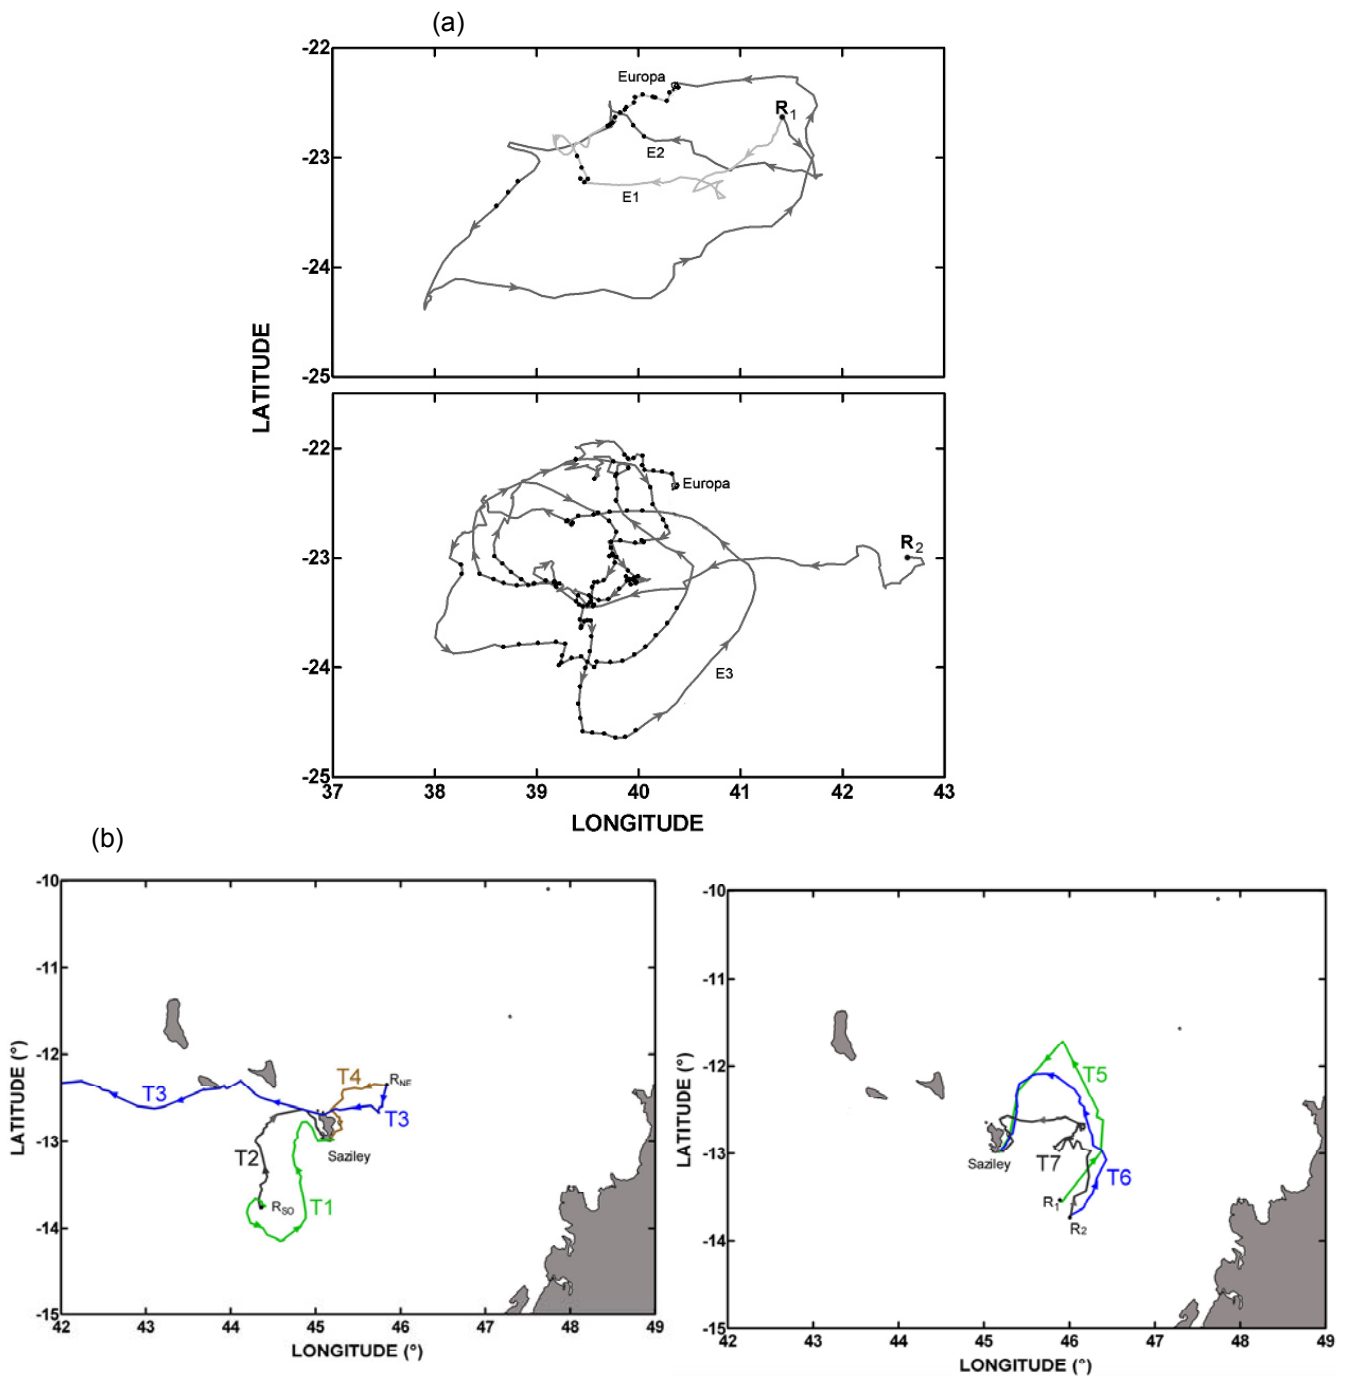 (a)
-22
Europa
R1
-23
E2
E1
-24
-25
LATITUDE
-22
Europa
-23
R2
-24
E3
-25
37 38 39 40 41 42 43
LONGITUDE
(b)
-10
-11
-12
T4
RNE
T3
T3
-13
T2
Saziley
RSO
T1
-14
-15
42 43 44 45 46 47 48 49
LATITUDE (°)
LONGITUDE (°)
-10
-11
-12
T5
-13
Saziley
T7
T6
R1
R2
-14
-15
42 43 44 45 46 47 48 49
LATITUDE (°)
LONGITUDE (°)